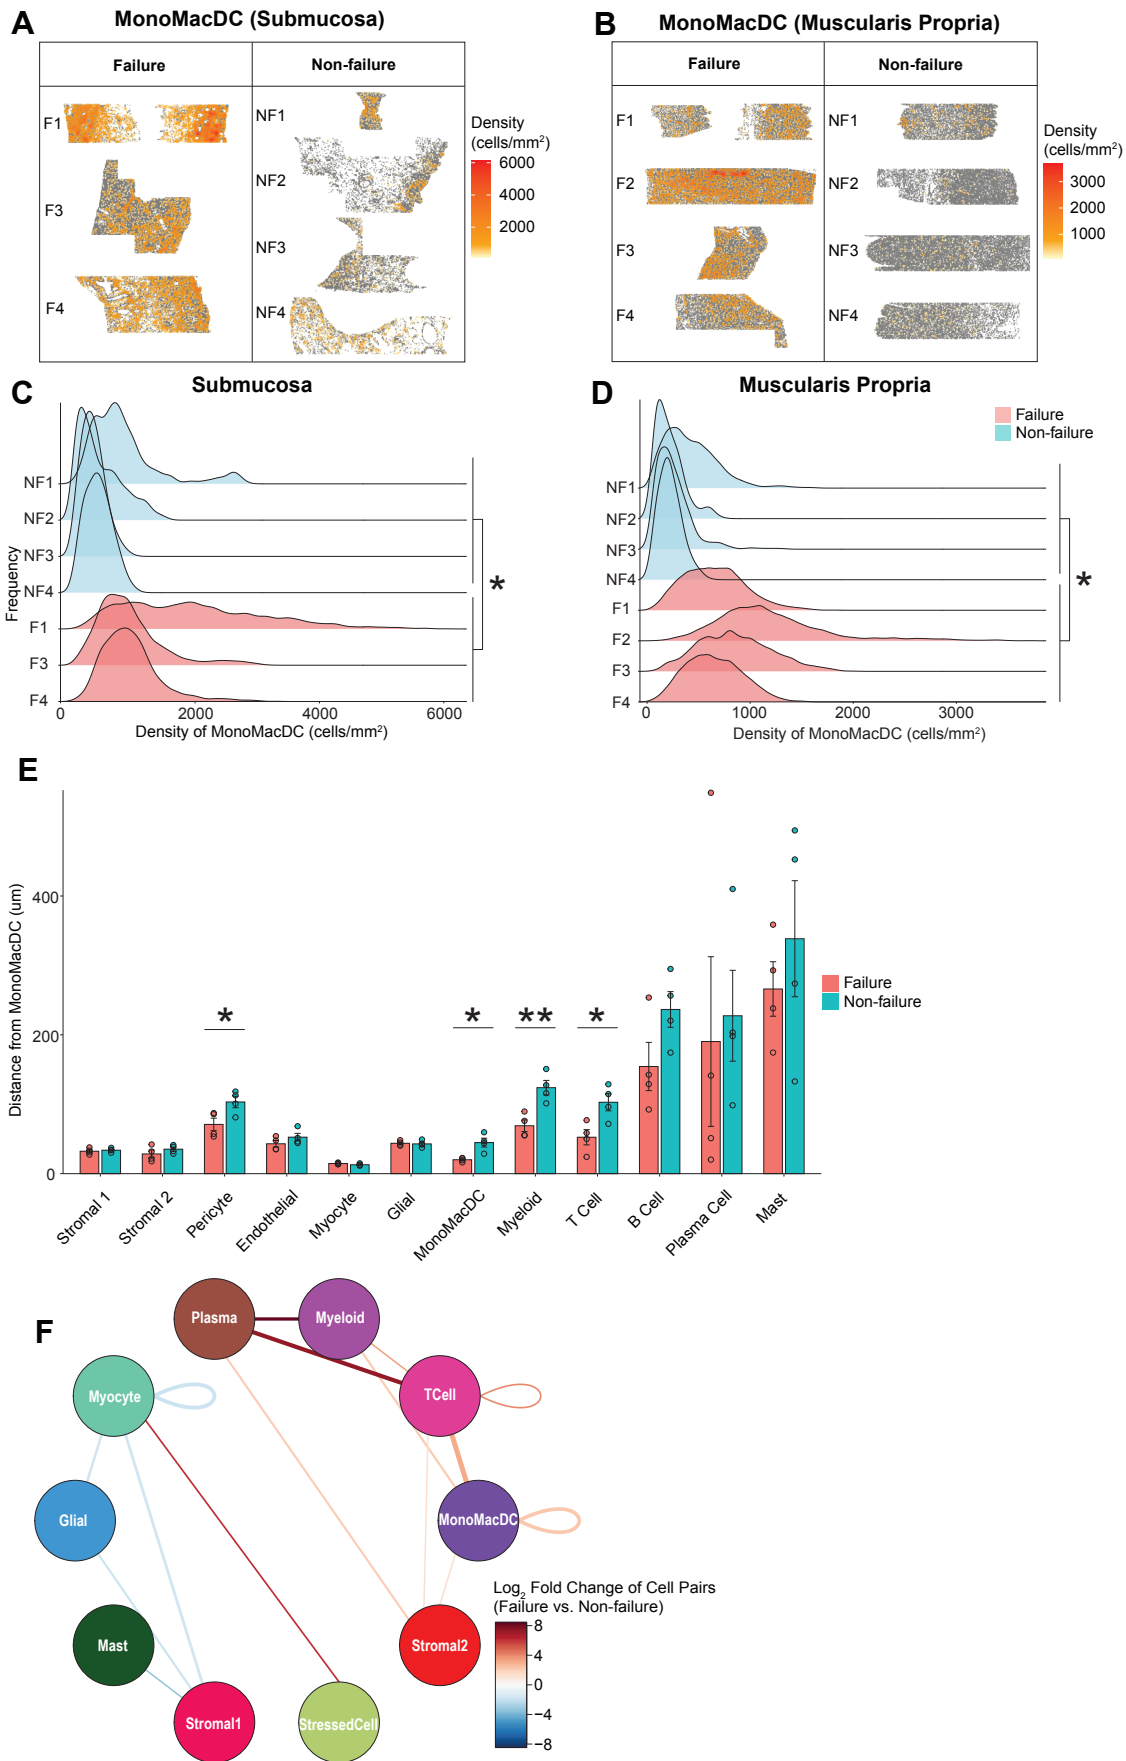 A
MonoMacDC (Submucosa)
Failure
Non-failure
F1
F3
F4
NF1
NF2
NF3
NF4
Density
(cells/mm²)
6000
4000
2000
B
MonoMacDC (Muscularis Propria)
Failure
Non-failure
F1
F2
F3
F4
NF1
NF2
NF3
NF4
Density
(cells/mm²)
3000
2000
1000
C
Submucosa
Frequency
NF1
NF2
NF3
NF4
F1
F3
F4
*
0
2000
4000
6000
Density of MonoMacDC (cells/mm²)
D
Muscularis Propria
Failure
Non-failure
NF1
NF2
NF3
NF4
F1
F2
F3
F4
*
0
1000
2000
3000
Density of MonoMacDC (cells/mm²)
E
Distance from MonoMacDC (um)
400
200
0
*
*
**
*
Failure
Non-failure
Stromal 1
Stromal 2
Pericyte
Endothelial
Myocyte
Glial
MonoMacDC
Myeloid
T Cell
B Cell
Plasma Cell
Mast
F
Plasma
Myeloid
Myocyte
TCell
Glial
MonoMacDC
Mast
Stromal2
Stromal1
StressedCell
Log₂ Fold Change of Cell Pairs
(Failure vs. Non-failure)
8
4
0
−4
−8